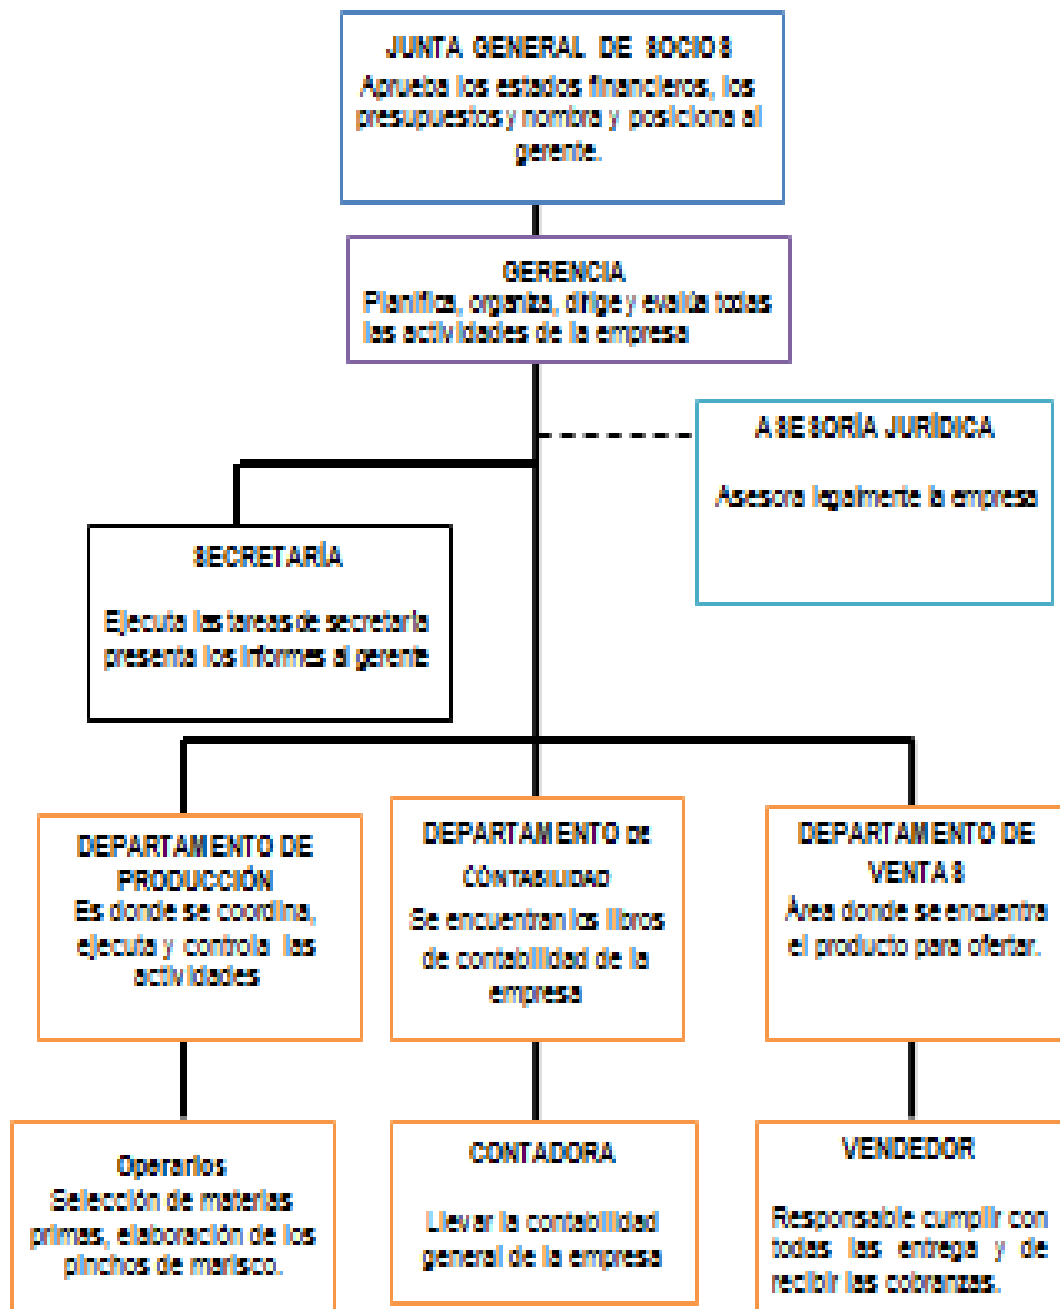 JUNTA GENERAL DE SOCIOS
Aprueba los estados financieros, los
presupuestos y nombra y posiciona al
gerente.
GERENCIA
Planifica, organiza, dirige y evalúa todas
las actividades de la empresa
ASESORÍA JURÍDICA
Asesora legalmente la empresa
SECRETARÍA
Ejecuta las tareas de secretaría
presenta los informes al gerente
DEPARTAMENTO DE
PRODUCCIÓN
Es donde se coordina,
ejecuta y controla las
actividades
DEPARTAMENTO DE
CONTABILIDAD
Se encuentran los libros
de contabilidad de la
empresa
DEPARTAMENTO DE
VENTAS
Área donde se encuentra
el producto para ofertar.
Operarios
Selección de materias
primas, elaboración de los
pinchos de marisco.
CONTADORA
Llevar la contabilidad
general de la empresa
VENDEDOR
Responsable cumplir con
todas las entrega y de
recibir las cobranzas.